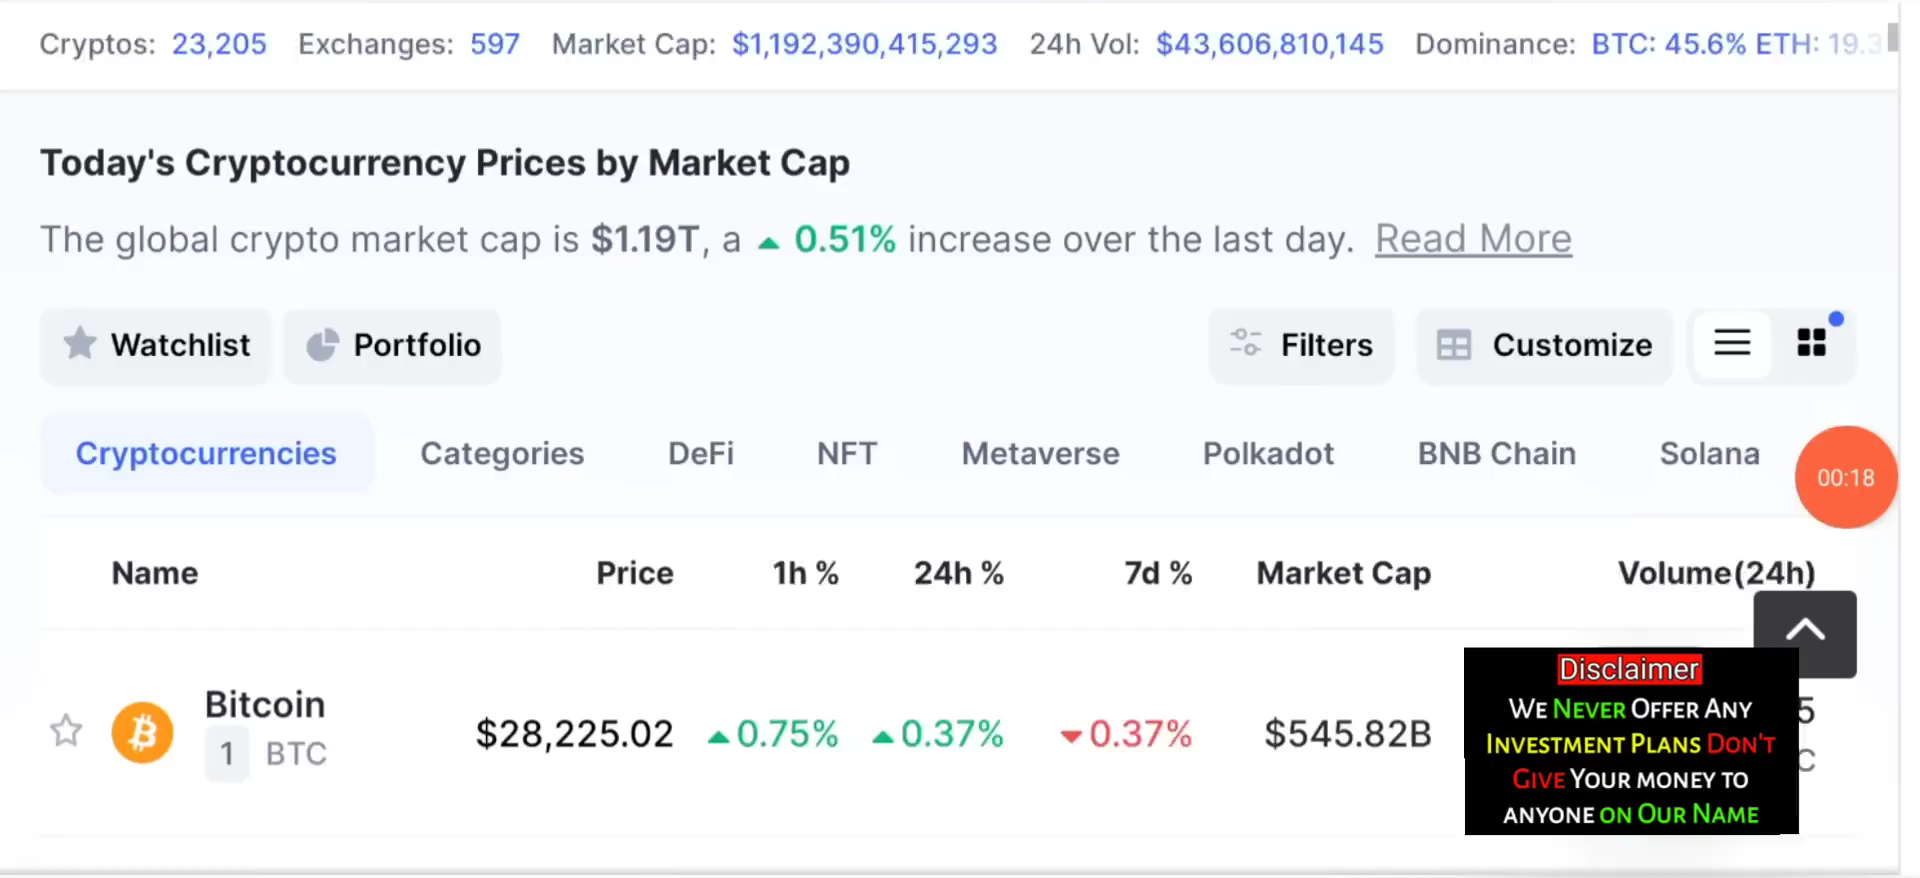 Cryptos: 23,205 Exchanges: 597 Market Cap: $1,192,390,415,293 24h Vol: $43,606,810,145 Dominance: BTC: 45.6% ETH: 19.3
Today's Cryptocurrency Prices by Market Cap
The global crypto market cap is $1.19T, a ▲ 0.51% increase over the last day. Read More
Watchlist Portfolio Filters Customize
Cryptocurrencies Categories DeFi NFT Metaverse Polkadot BNB Chain Solana
00:18
Name Price 1h % 24h % 7d % Market Cap Volume(24h)
Bitcoin
1 BTC
$28,225.02 ▲0.75% ▲0.37% ▼0.37% $545.82B
5
C
Disclaimer
We Never Offer Any
Investment Plans Don't
Give Your money to
anyone on Our Name